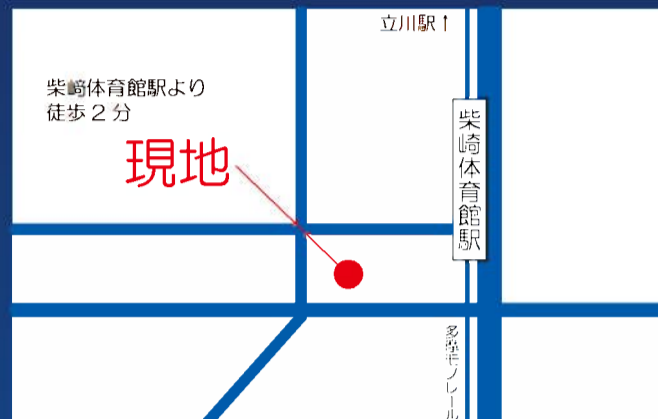 立川駅↑
柴崎体育館駅より
徒歩2分
現地
柴崎体育館駅
多摩モノレール